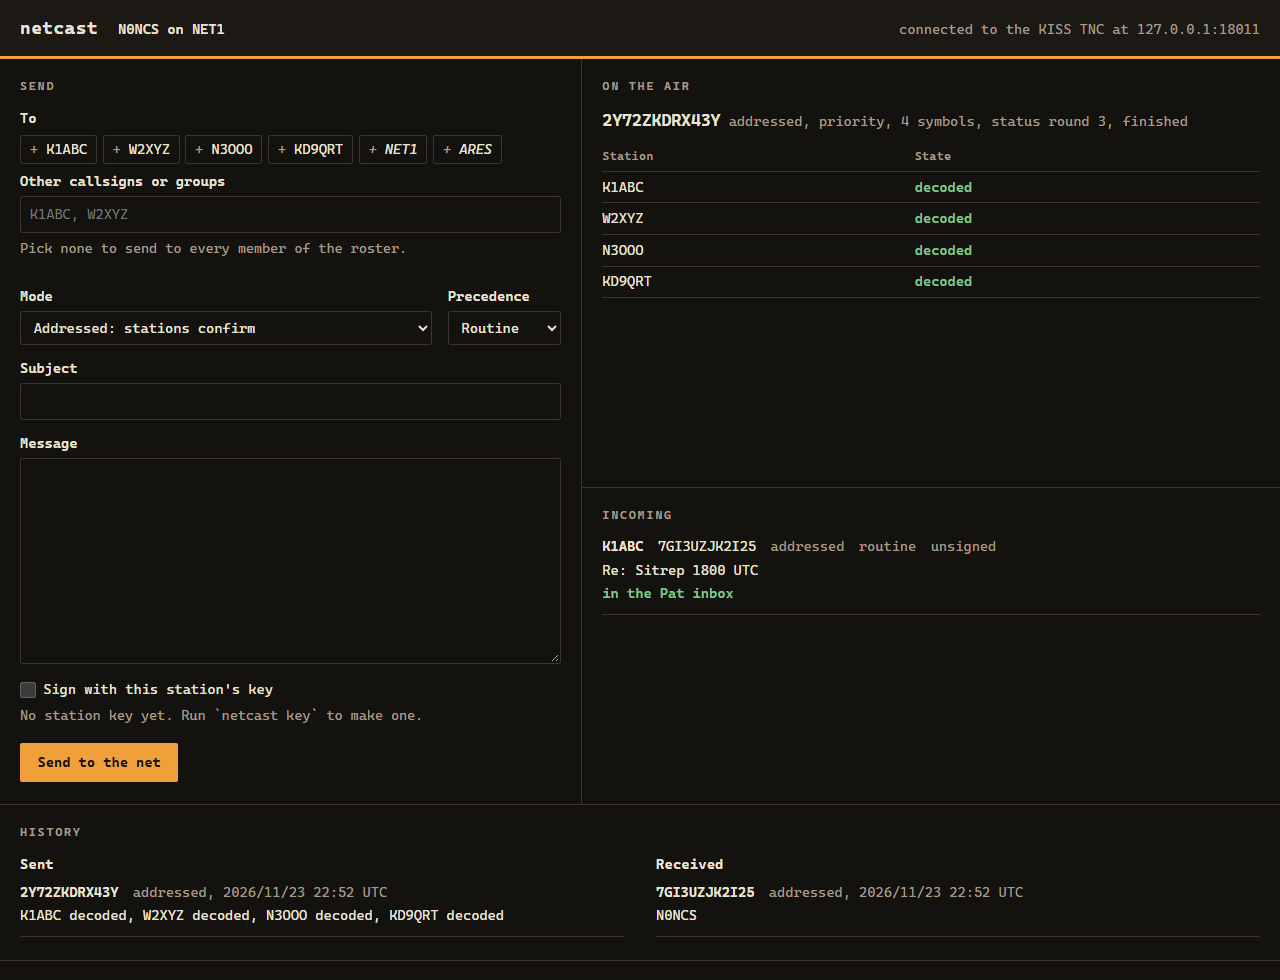 netcast N0NCS on NET1
connected to the KISS TNC at 127.0.0.1:18011
SEND
To
+ K1ABC + W2XYZ + N3OOO + KD9QRT + NET1 + ARES
Other callsigns or groups
K1ABC, W2XYZ
Pick none to send to every member of the roster.
Mode Precedence
Addressed: stations confirm Routine
Subject
Message
Sign with this station's key
No station key yet. Run `netcast key` to make one.
Send to the net
ON THE AIR
2Y72ZKDRX43Y addressed, priority, 4 symbols, status round 3, finished
Station State
K1ABC decoded
W2XYZ decoded
N3OOO decoded
KD9QRT decoded
INCOMING
K1ABC 7GI3UZJK2I25 addressed routine unsigned
Re: Sitrep 1800 UTC
in the Pat inbox
HISTORY
Sent
2Y72ZKDRX43Y addressed, 2026/11/23 22:52 UTC
K1ABC decoded, W2XYZ decoded, N3OOO decoded, KD9QRT decoded
Received
7GI3UZJK2I25 addressed, 2026/11/23 22:52 UTC
N0NCS